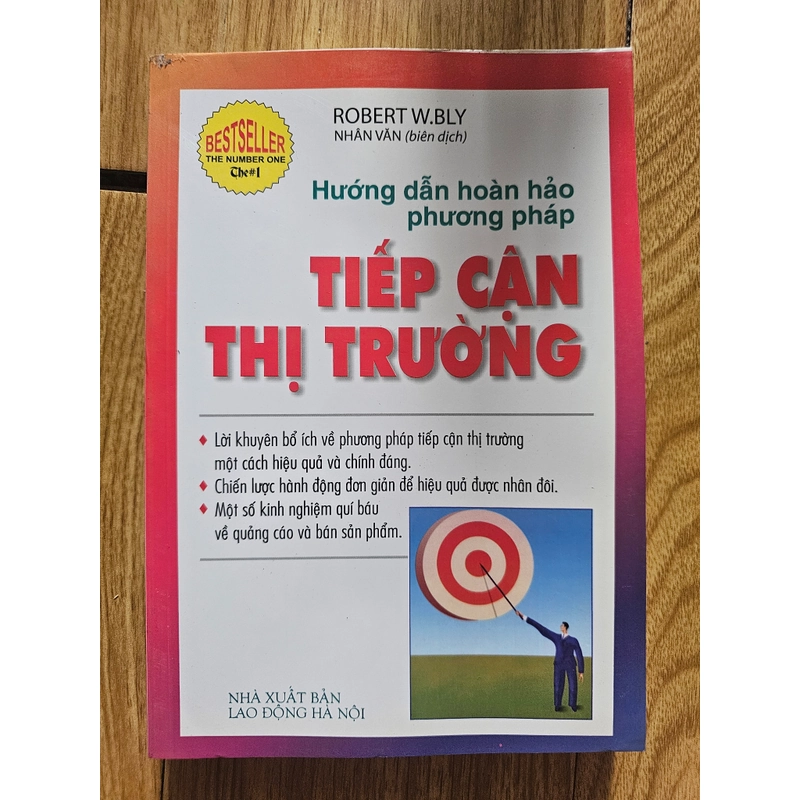 BESTSELLER
THE NUMBER ONE
The#1
ROBERT W.BLY
NHÂN VĂN (biên dịch)
Hướng dẫn hoàn hảo
phương pháp
TIẾP CẬN
THỊ TRƯỜNG
Lời khuyên bổ ích về phương pháp tiếp cận thị trường
một cách hiệu quả và chính đáng.
Chiến lược hành động đơn giản để hiệu quả được nhân đôi.
Một số kinh nghiệm quí báu
về quảng cáo và bán sản phẩm.
NHÀ XUẤT BẢN
LAO ĐỘNG HÀ NỘI